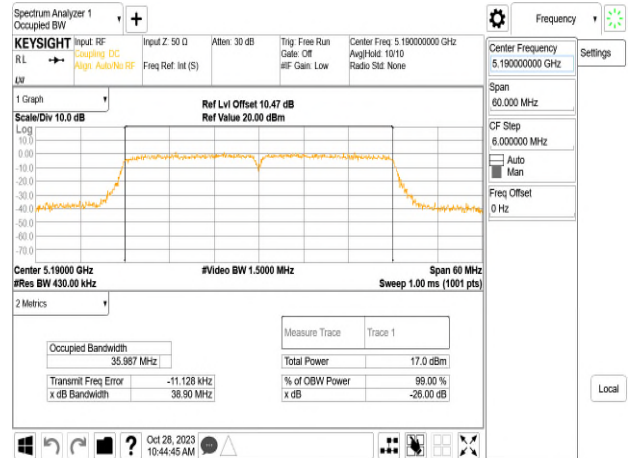 Spectrum Analyzer 1
Occupied BW
Frequency
KEYSIGHT
Input: RF
Coupling: DC
Align: Auto/No RF
Input Z: 50 Ω
Freq Ref: Int (S)
Atten: 30 dB
Trig: Free Run
Gate: Off
#IF Gain: Low
Center Freq: 5.190000000 GHz
Avg|Hold: 10/10
Radio Std: None
R L
LXI
Center Frequency
5.190000000 GHz
Settings
Span
60.000 MHz
CF Step
6.000000 MHz
Auto
Man
Freq Offset
0 Hz
Local
1 Graph
Scale/Div 10.0 dB
Ref Lvl Offset 10.47 dB
Ref Value 20.00 dBm
Log
10.0
0.00
-10.0
-20.0
-30.0
-40.0
-50.0
-60.0
-70.0
Center 5.19000 GHz
#Video BW 1.5000 MHz
Span 60 MHz
#Res BW 430.00 kHz
Sweep 1.00 ms (1001 pts)
2 Metrics
Measure Trace
Trace 1
Occupied Bandwidth
35.987 MHz
Total Power
17.0 dBm
Transmit Freq Error
-11.128 kHz
% of OBW Power
99.00 %
x dB Bandwidth
38.90 MHz
x dB
-26.00 dB
?
Oct 28, 2023
10:44:45 AM